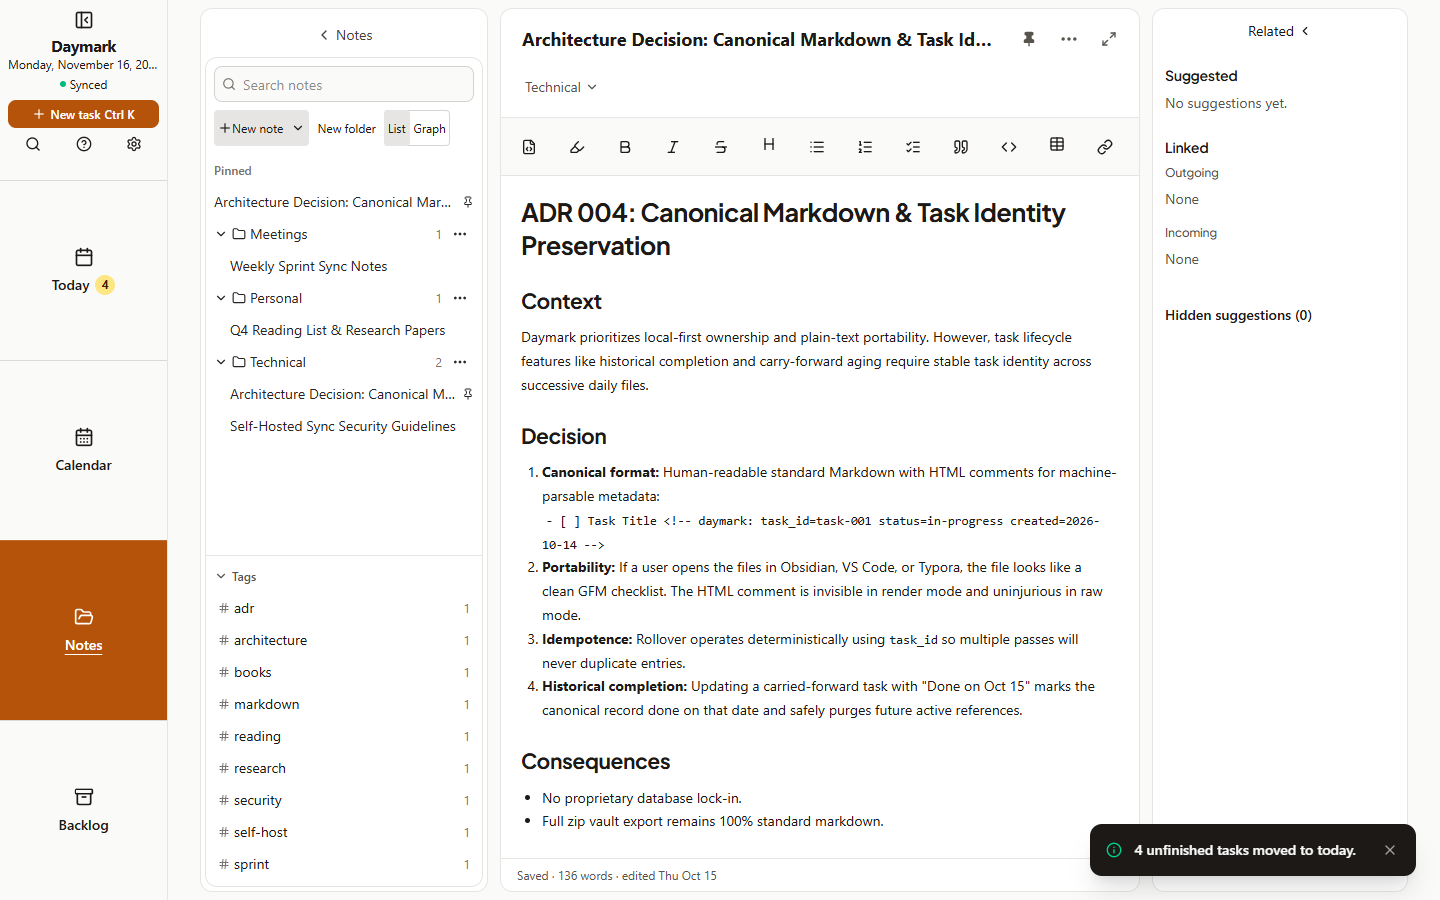 Daymark
Monday, November 16, 20...
Synced
New task Ctrl K
Today 4
Calendar
Notes
Backlog
Notes
Search notes
New note
New folder
List
Graph
Pinned
Architecture Decision: Canonical Mar...
Meetings 1
Weekly Sprint Sync Notes
Personal 1
Q4 Reading List & Research Papers
Technical 2
Architecture Decision: Canonical M...
Self-Hosted Sync Security Guidelines
Tags
# adr 1
# architecture 1
# books 1
# markdown 1
# reading 1
# research 1
# security 1
# self-host 1
# sprint 1
Architecture Decision: Canonical Markdown & Task Id...
Technical
ADR 004: Canonical Markdown & Task Identity
Preservation
Context
Daymark prioritizes local-first ownership and plain-text portability. However, task lifecycle
features like historical completion and carry-forward aging require stable task identity across
successive daily files.
Decision
1. Canonical format: Human-readable standard Markdown with HTML comments for machine-
parsable metadata:
- [ ] Task Title <!-- daymark: task_id=task-001 status=in-progress created=2026-
10-14 -->
2. Portability: If a user opens the files in Obsidian, VS Code, or Typora, the file looks like a
clean GFM checklist. The HTML comment is invisible in render mode and uninjurious in raw
mode.
3. Idempotence: Rollover operates deterministically using task_id so multiple passes will
never duplicate entries.
4. Historical completion: Updating a carried-forward task with "Done on Oct 15" marks the
canonical record done on that date and safely purges future active references.
Consequences
• No proprietary database lock-in.
• Full zip vault export remains 100% standard markdown.
Saved · 136 words · edited Thu Oct 15
Related
Suggested
No suggestions yet.
Linked
Outgoing
None
Incoming
None
Hidden suggestions (0)
4 unfinished tasks moved to today.